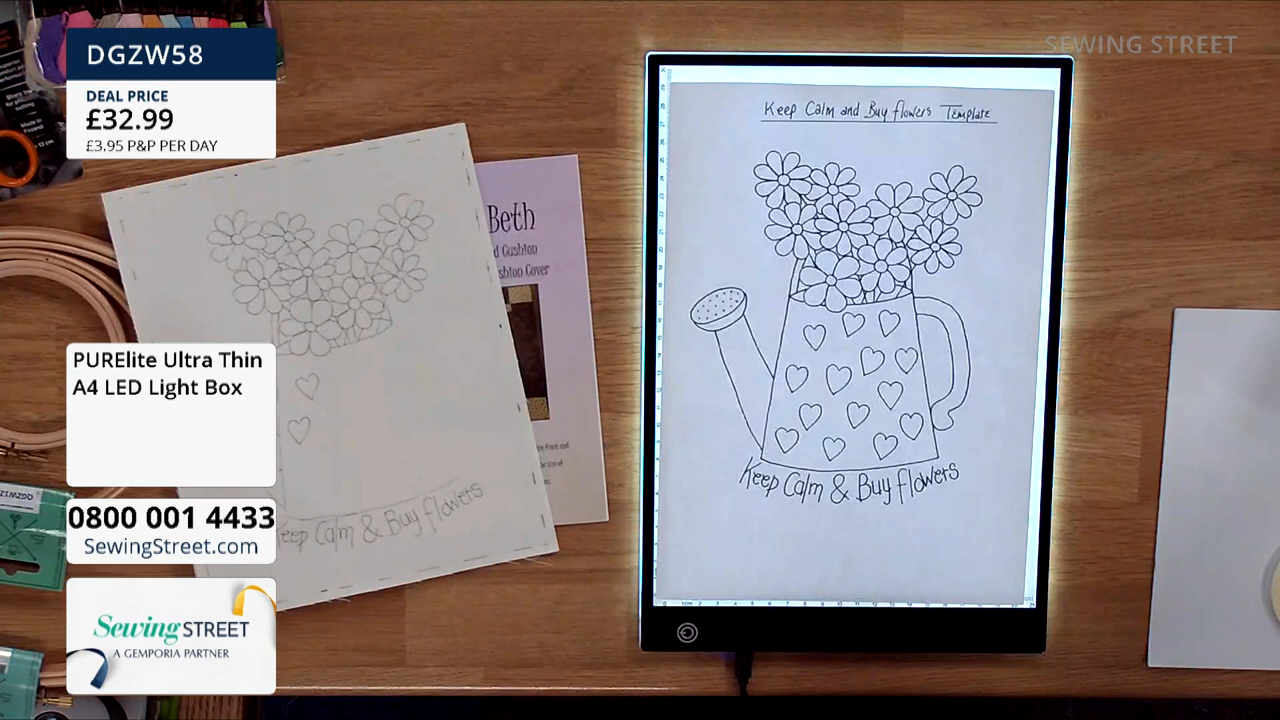 DGZW58
DEAL PRICE
£32.99
£3.95 P&P PER DAY
PURElite Ultra Thin
A4 LED Light Box
0800 001 4433
SewingStreet.com
Sewing STREET
A GEMPORIA PARTNER
SEWING STREET
Keep Calm and Buy flowers Template
Keep Calm & Buy flowers
Beth
d Cushion
shion Cover
eep Calm & Buy flowers